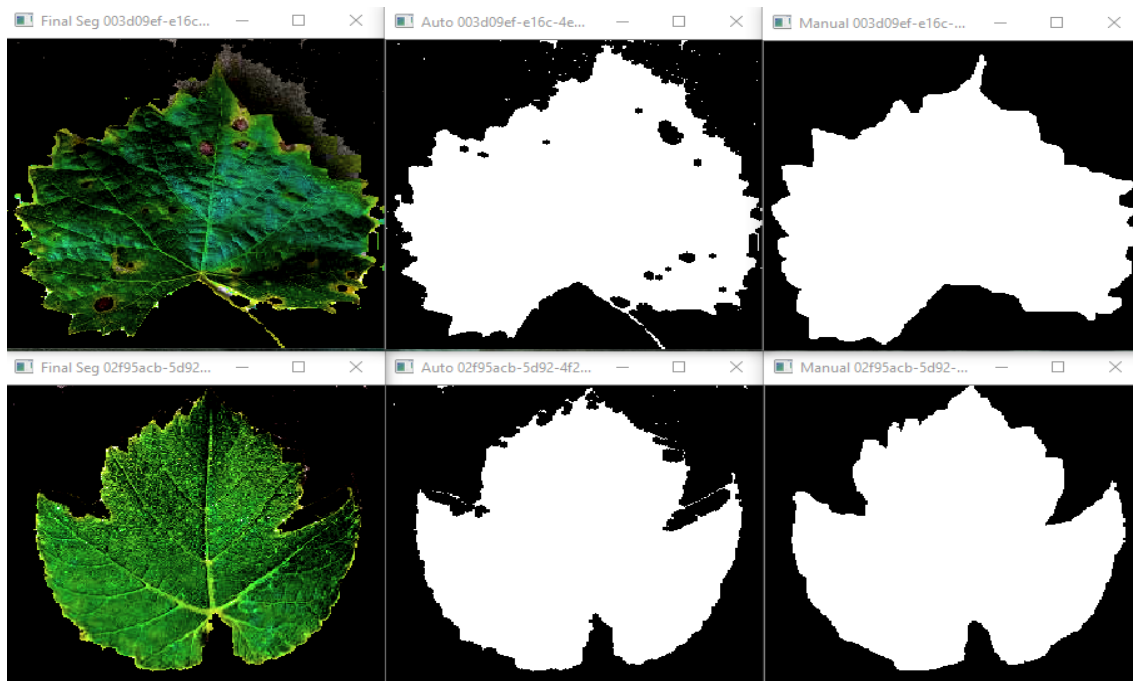 Final Seg 003d09ef-e16c...
Auto 003d09ef-e16c-4e...
Manual 003d09ef-e16c-...
Final Seg 02f95acb-5d92...
Auto 02f95acb-5d92-4f2...
Manual 02f95acb-5d92-...